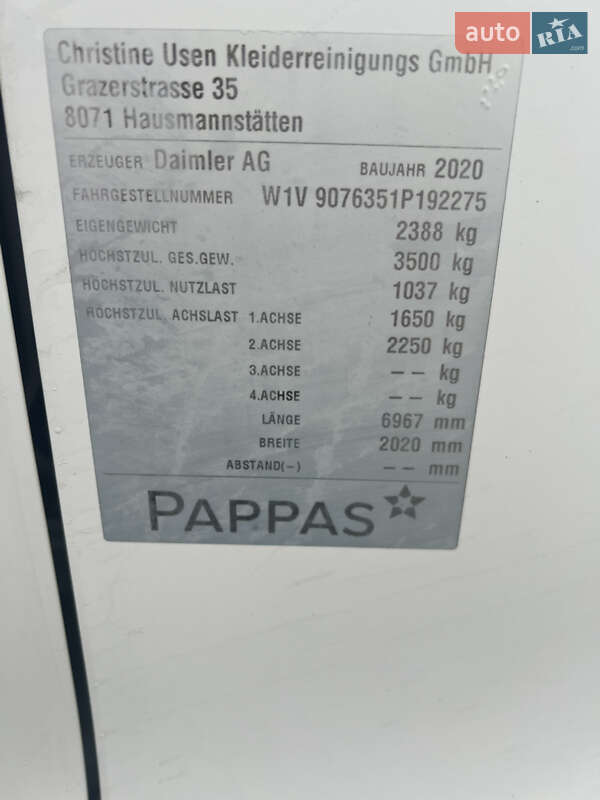 auto RIA .com
Christine Usen Kleiderreinigungs GmbH
Grazerstrasse 35
8071 Hausmannstätten
ERZEUGER Daimler AG BAUJAHR 2020
FAHRGESTELLNUMMER W1V 9076351P192275
EIGENGEWICHT 2388 kg
HÖCHSTZUL. GES.GEW. 3500 kg
HÖCHSTZUL. NUTZLAST 1037 kg
HÖCHSTZUL. ACHSLAST 1.ACHSE 1650 kg
2.ACHSE 2250 kg
3.ACHSE – – kg
4.ACHSE – – kg
LÄNGE 6967 mm
BREITE 2020 mm
ABSTAND(–) – – mm
PAPPAS